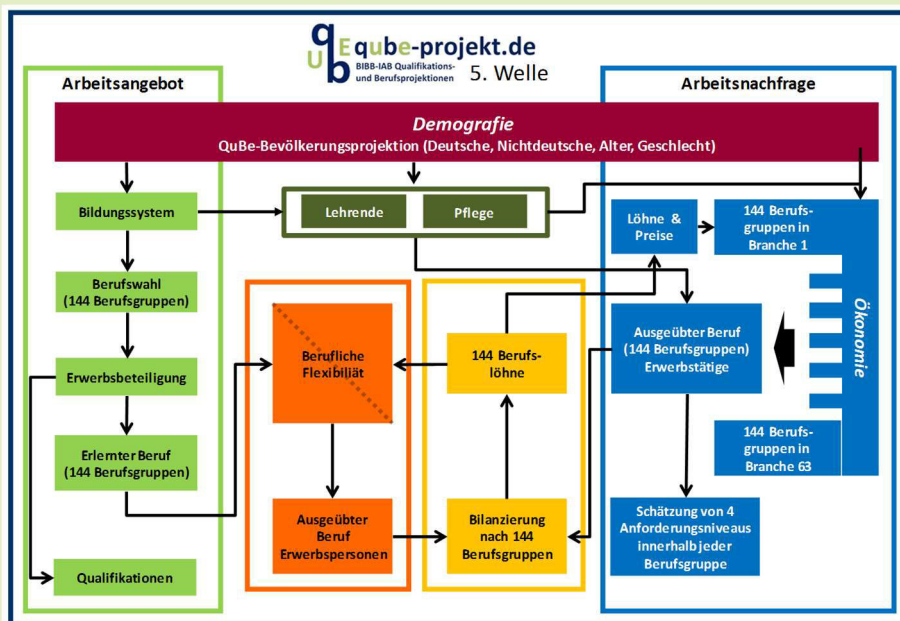 qube-projekt.de
BIBB-IAB Qualifikations-
und Berufsprojektionen
5. Welle
Arbeitsangebot
Arbeitsnachfrage
Demografie
QuBe-Bevölkerungsprojektion (Deutsche, Nichtdeutsche, Alter, Geschlecht)
Bildungssystem
Lehrende
Pflege
Löhne &
Preise
144 Berufs-
gruppen in
Branche 1
Berufswahl
(144 Berufsgruppen)
Berufliche
Flexibiliät
144 Berufs-
löhne
Ausgeübter Beruf
(144 Berufsgruppen)
Erwerbstätige
Ökonomie
Erwerbsbeteiligung
Erlernter Beruf
(144 Berufsgruppen)
144 Berufs-
gruppen in
Branche 63
Ausgeübter
Beruf
Erwerbspersonen
Bilanzierung
nach 144
Berufsgruppen
Schätzung von 4
Anforderungsniveaus
innerhalb jeder
Berufsgruppe
Qualifikationen
qUbE